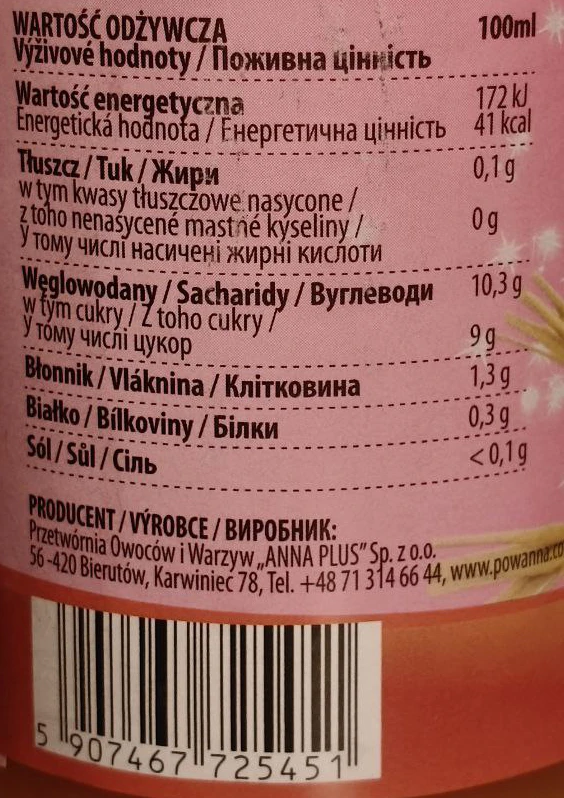 WARTOŚĆ ODŻYWCZA 100ml
Výživové hodnoty / Поживна цінність
Wartość energetyczna 172 kJ
Energetická hodnota / Енергетична цінність 41 kcal
Tłuszcz / Tuk / Жири 0,1 g
w tym kwasy tłuszczowe nasycone /
z toho nenasycené mastné kyseliny / 0 g
У тому числі насичені жирні кислоти
Węglowodany / Sacharidy / Вуглеводи 10,3 g
w tym cukry / Z toho cukry /
У тому числі цукор 9 g
Błonnik / Vláknina / Клітковина 1,3 g
Białko / Bílkoviny / Білки 0,3 g
Sól / Sůl / Сіль < 0,1 g
PRODUCENT / VÝROBCE / ВИРОБНИК:
Przetwórnia Owoców i Warzyw „ANNA PLUS" Sp. z o.o.
56-420 Bierutów, Karwiniec 78, Tel. +48 71 314 66 44, www.powanna.co
5 907467 725451